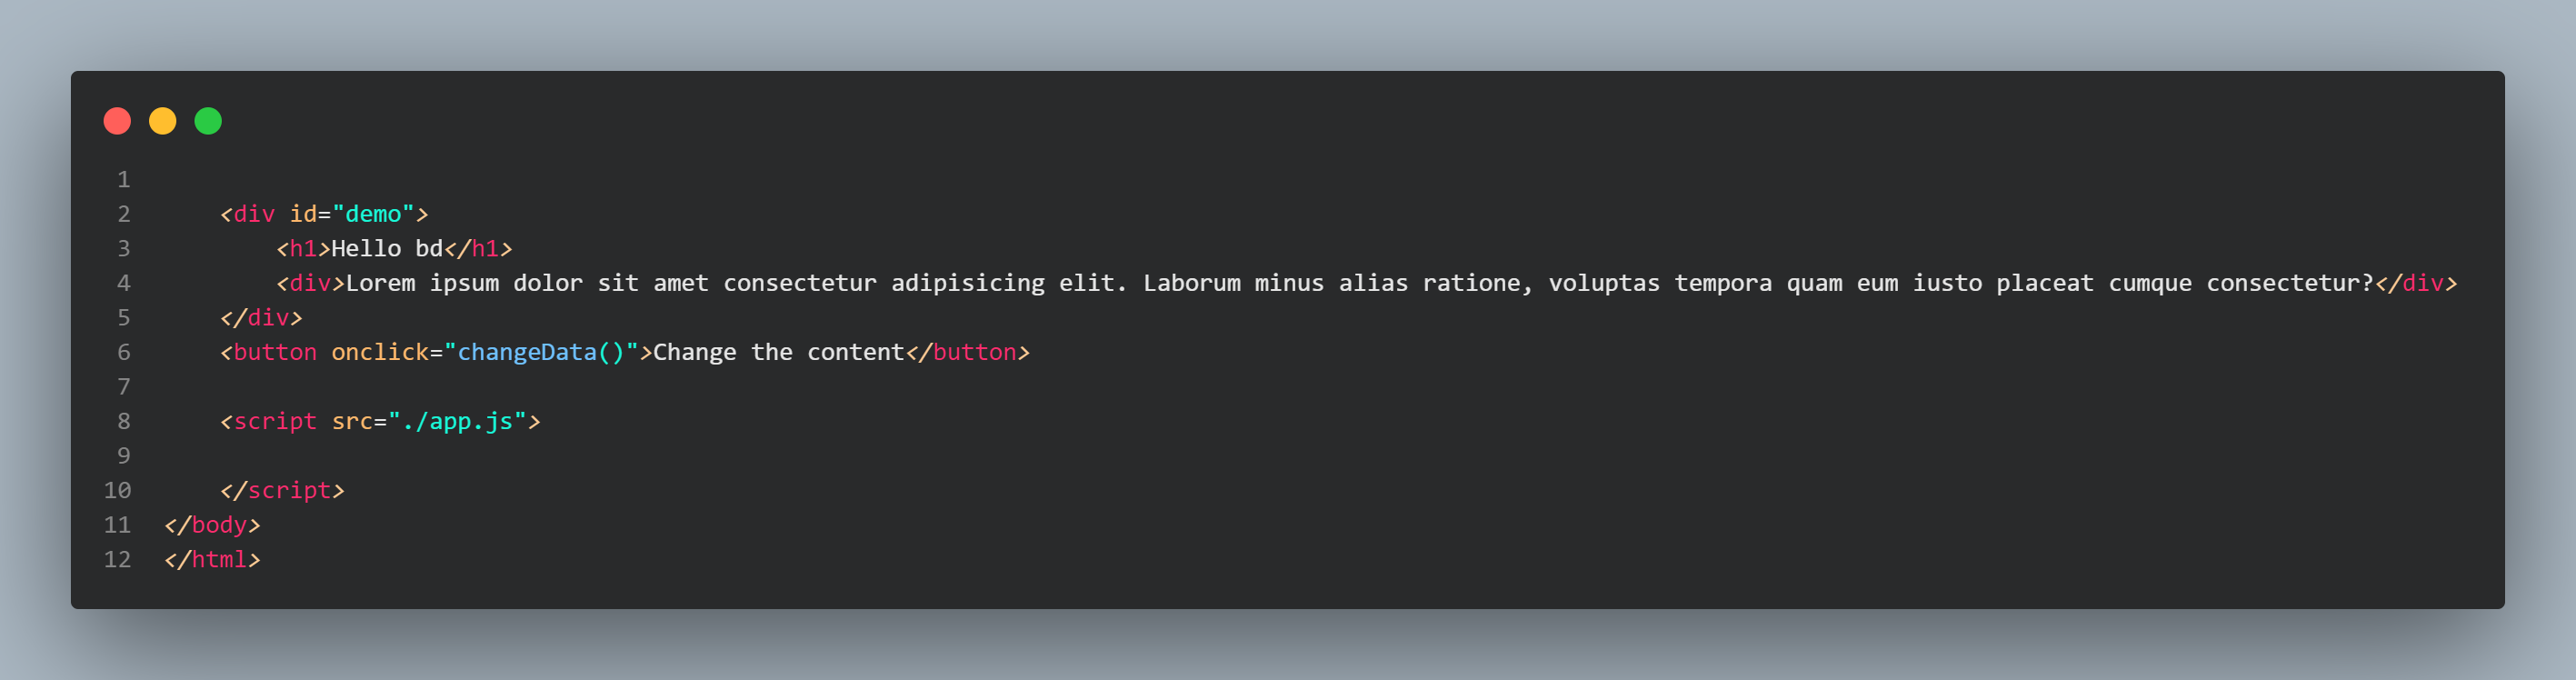 1
2 <div id="demo">
3 <h1>Hello bd</h1>
4 <div>Lorem ipsum dolor sit amet consectetur adipisicing elit. Laborum minus alias ratione, voluptas tempora quam eum iusto placeat cumque consectetur?</div>
5 </div>
6 <button onclick="changeData()">Change the content</button>
7
8 <script src="./app.js">
9
10 </script>
11 </body>
12 </html>